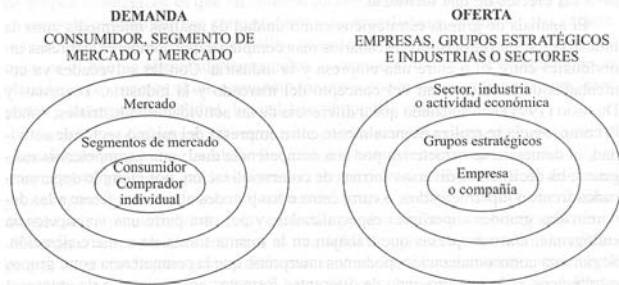 DEMANDA
CONSUMIDOR, SEGMENTO DE
MERCADO Y MERCADO
Mercado
Segmentos de mercado
Consumidor
Comprador
individual
OFERTA
EMPRESAS, GRUPOS ESTRATÉGICOS
E INDUSTRIAS O SECTORES
Sector, industria
o actividad económica
Grupos estratégicos
Empresa
o compañía